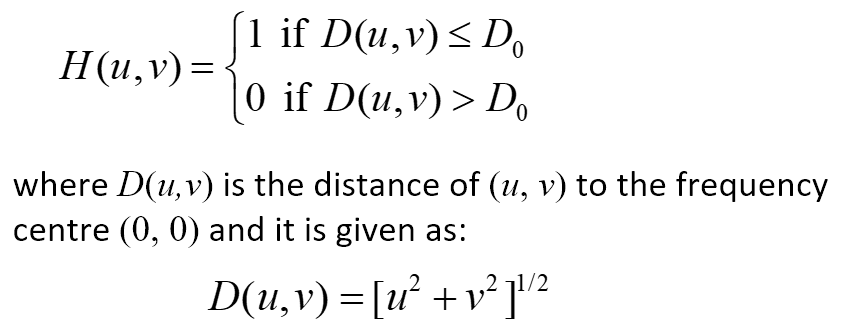 H(u,v) = { 1 if D(u,v) ≤ D₀
0 if D(u,v) > D₀
where D(u,v) is the distance of (u, v) to the frequency
centre (0, 0) and it is given as:
D(u,v) = [u² + v²]^{1/2}